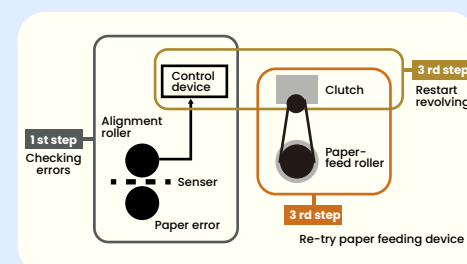 Control
device
3 rd step
Restart
revolving
Clutch
Alignment
roller
1 st step
Checking
errors
Paper-
feed roller
Senser
Paper error
3 rd step
Re-try paper feeding device